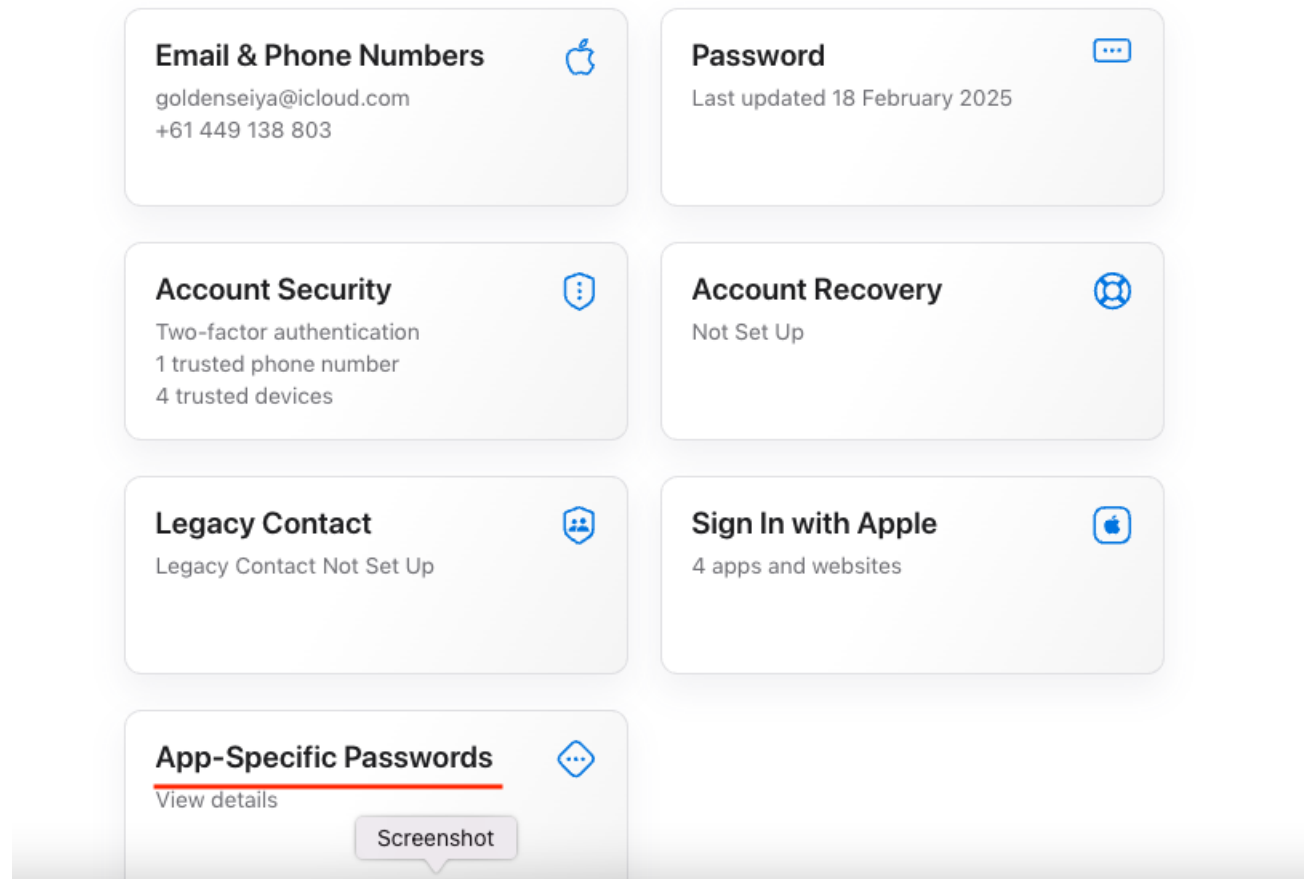 Email & Phone Numbers
goldenseiya@icloud.com
+61 449 138 803
Password
Last updated 18 February 2025
Account Security
Two-factor authentication
1 trusted phone number
4 trusted devices
Account Recovery
Not Set Up
Legacy Contact
Legacy Contact Not Set Up
Sign In with Apple
4 apps and websites
App-Specific Passwords
View details
Screenshot